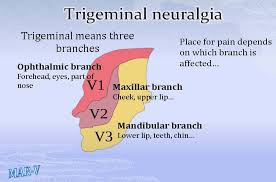 Trigeminal neuralgia
Trigeminal means three
branches
Place for pain depends
on which branch is
affected...
Ophthalmic branch
Forehead, eyes, part of
nose
V1
Maxillar branch
Cheek, upper lip...
V2
Mandibular branch
Lower lip, teeth, chin...
V3
MAR-V